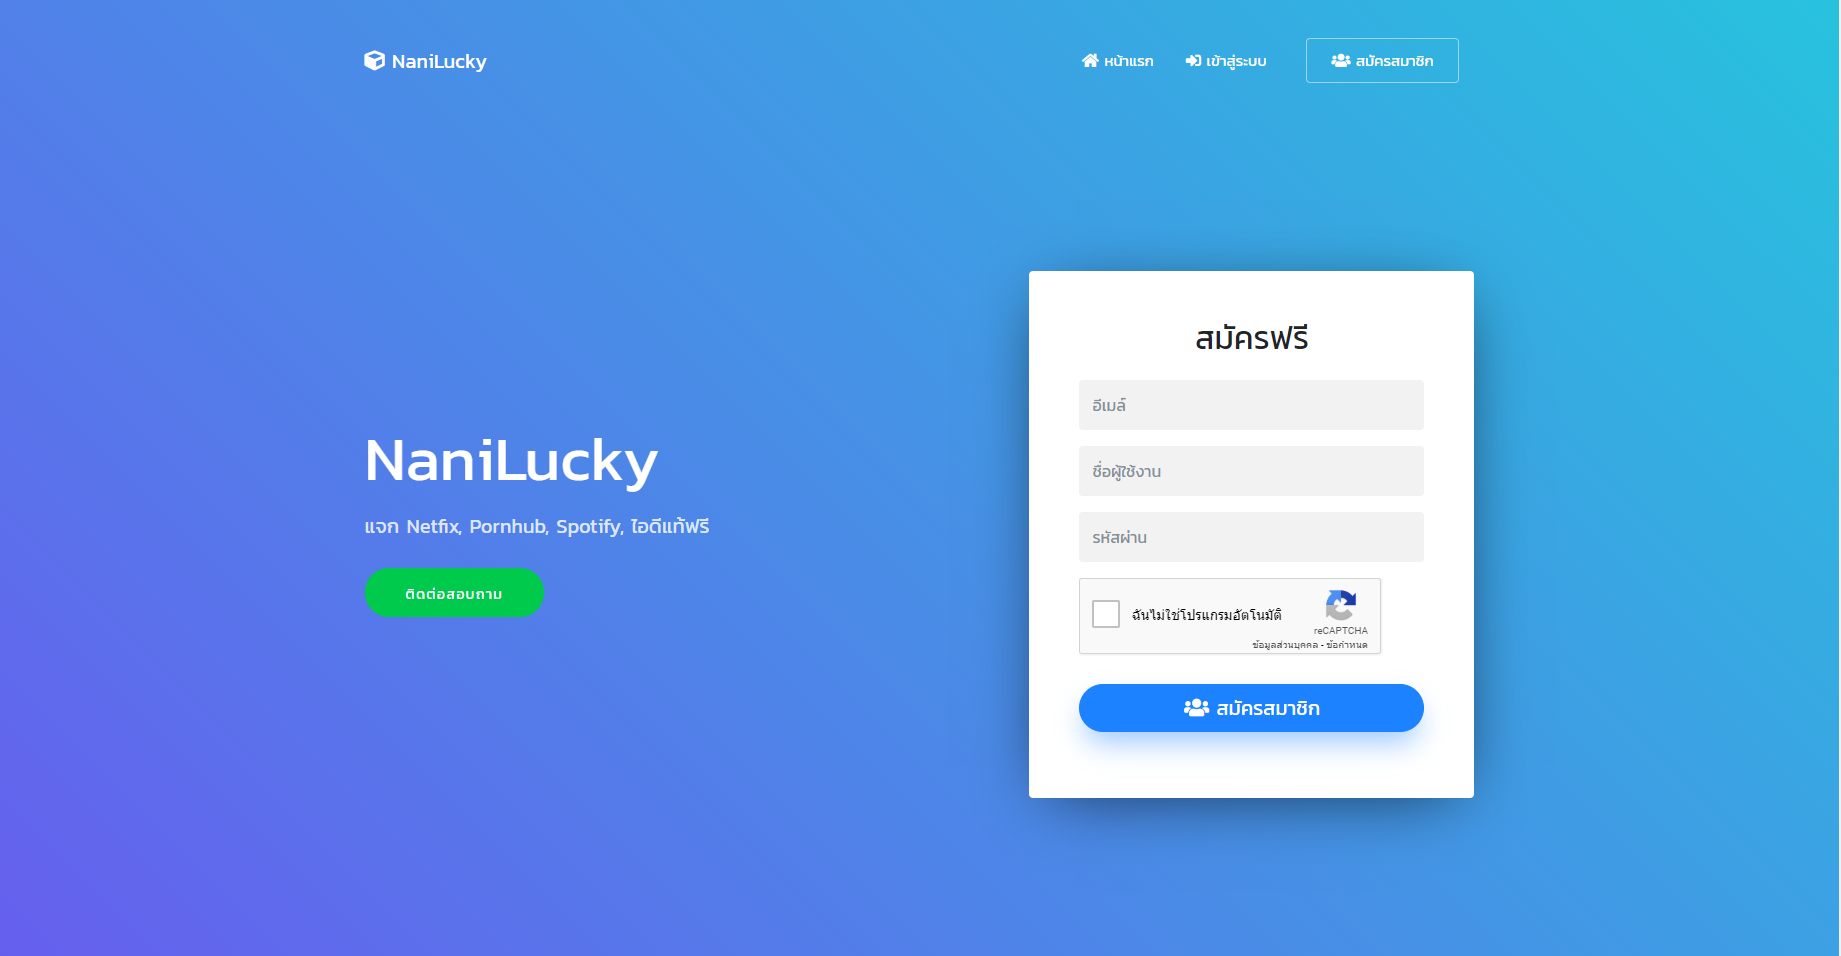 NaniLucky
หน้าแรก
เข้าสู่ระบบ
สมัครสมาชิก
NaniLucky
แจก Netfix, Pornhub, Spotify, ไอดีแท้ฟรี
ติดต่อสอบถาม
สมัครฟรี
อีเมล์
ชื่อผู้ใช้งาน
รหัสผ่าน
ฉันไม่ใช่โปรแกรมอัตโนมัติ
reCAPTCHA
ข้อมูลส่วนบุคคล - ข้อกำหนด
สมัครสมาชิก